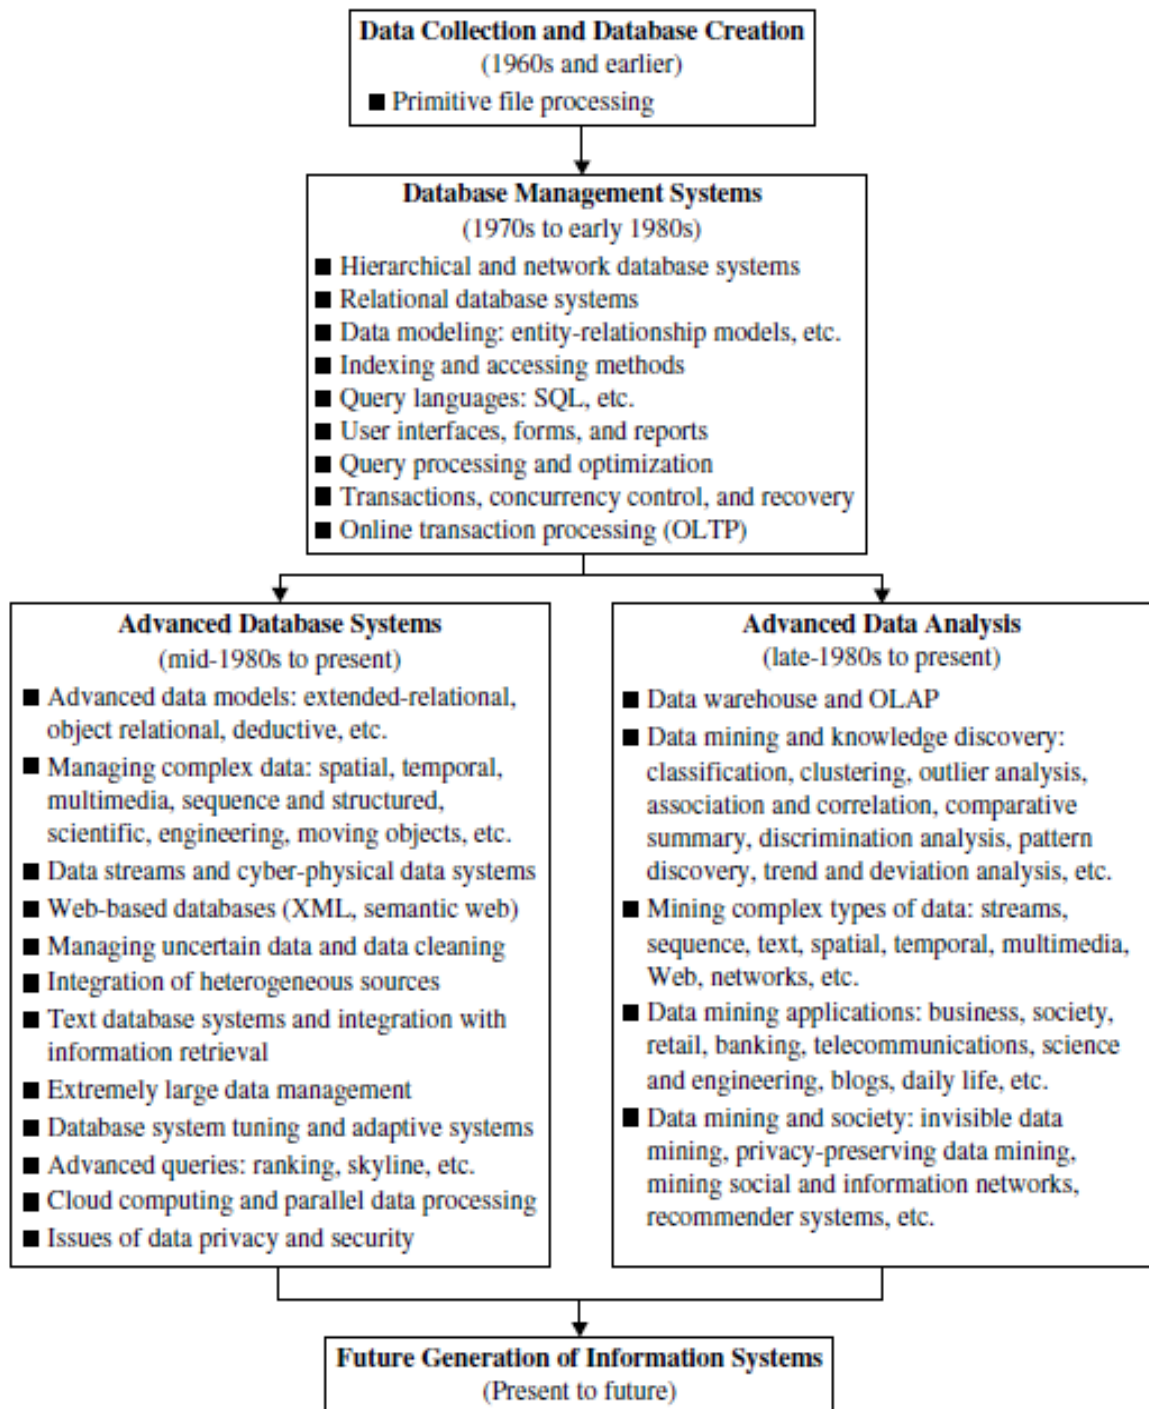 Data Collection and Database Creation
(1960s and earlier)
■ Primitive file processing
Database Management Systems
(1970s to early 1980s)
■ Hierarchical and network database systems
■ Relational database systems
■ Data modeling: entity-relationship models, etc.
■ Indexing and accessing methods
■ Query languages: SQL, etc.
■ User interfaces, forms, and reports
■ Query processing and optimization
■ Transactions, concurrency control, and recovery
■ Online transaction processing (OLTP)
Advanced Database Systems
(mid-1980s to present)
■ Advanced data models: extended-relational,
object relational, deductive, etc.
■ Managing complex data: spatial, temporal,
multimedia, sequence and structured,
scientific, engineering, moving objects, etc.
■ Data streams and cyber-physical data systems
■ Web-based databases (XML, semantic web)
■ Managing uncertain data and data cleaning
■ Integration of heterogeneous sources
■ Text database systems and integration with
information retrieval
■ Extremely large data management
■ Database system tuning and adaptive systems
■ Advanced queries: ranking, skyline, etc.
■ Cloud computing and parallel data processing
■ Issues of data privacy and security
Advanced Data Analysis
(late-1980s to present)
■ Data warehouse and OLAP
■ Data mining and knowledge discovery:
classification, clustering, outlier analysis,
association and correlation, comparative
summary, discrimination analysis, pattern
discovery, trend and deviation analysis, etc.
■ Mining complex types of data: streams,
sequence, text, spatial, temporal, multimedia,
Web, networks, etc.
■ Data mining applications: business, society,
retail, banking, telecommunications, science
and engineering, blogs, daily life, etc.
■ Data mining and society: invisible data
mining, privacy-preserving data mining,
mining social and information networks,
recommender systems, etc.
Future Generation of Information Systems
(Present to future)